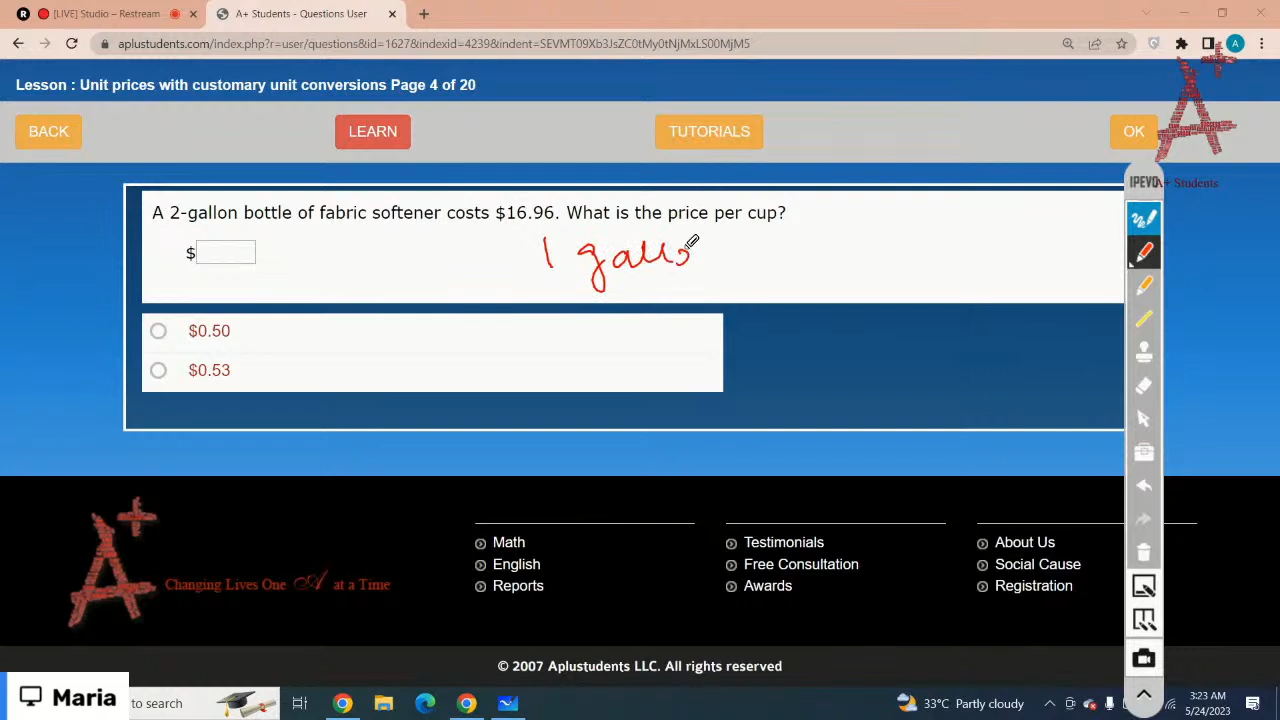 [LIVE] Studio – Restream
A+ Students - Questions User
aplustudents.com/index.php?r=user/questions&id=1627&indexid=4239&indent=SEVMT09Xb3JsZC0tMy0tNjMxLS00MjM5
A
Lesson : Unit prices with customary unit conversions Page 4 of 20
BACK
LEARN
TUTORIALS
OK
A+
IPEVO
A+ Students
A 2-gallon bottle of fabric softener costs $16.96. What is the price per cup?
$
1 gallo
$0.50
$0.53
Math
English
Reports
Testimonials
Free Consultation
Awards
About Us
Social Cause
Registration
A+
Changing Lives One A at a Time
© 2007 Aplustudents LLC. All rights reserved
Maria
to search
33°C Partly cloudy
3:23 AM
5/24/2023